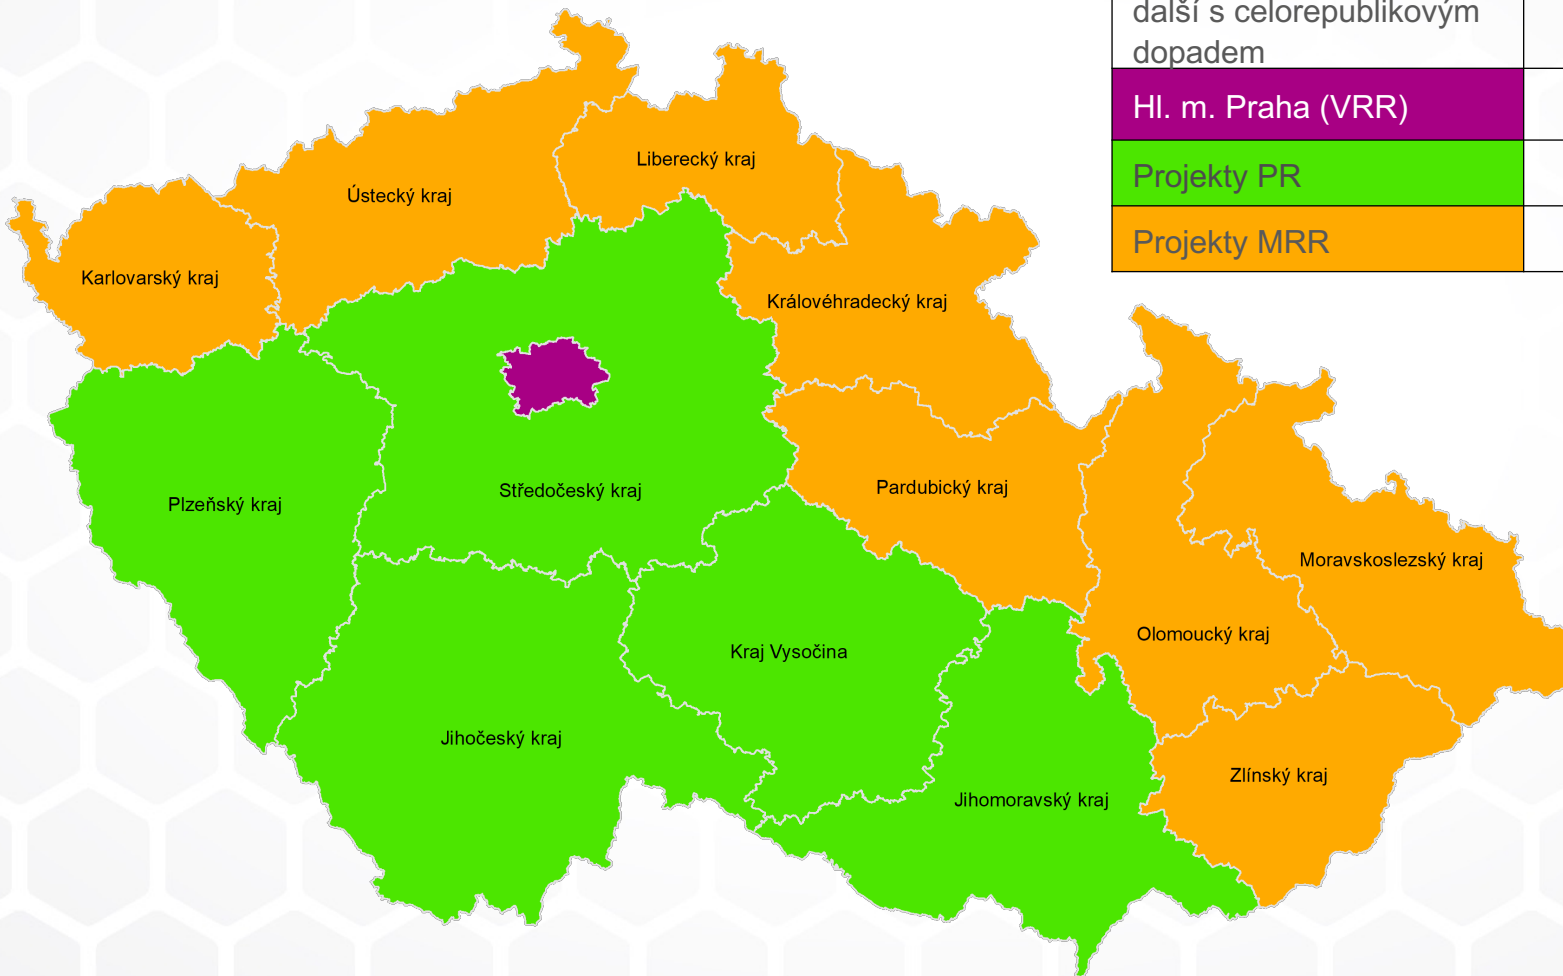 další s celorepublikovým
dopadem
Hl. m. Praha (VRR)
Projekty PR
Projekty MRR
Liberecký kraj
Ústecký kraj
Karlovarský kraj
Královéhradecký kraj
Plzeňský kraj
Středočeský kraj
Pardubický kraj
Moravskoslezský kraj
Olomoucký kraj
Kraj Vysočina
Jihočeský kraj
Zlínský kraj
Jihomoravský kraj